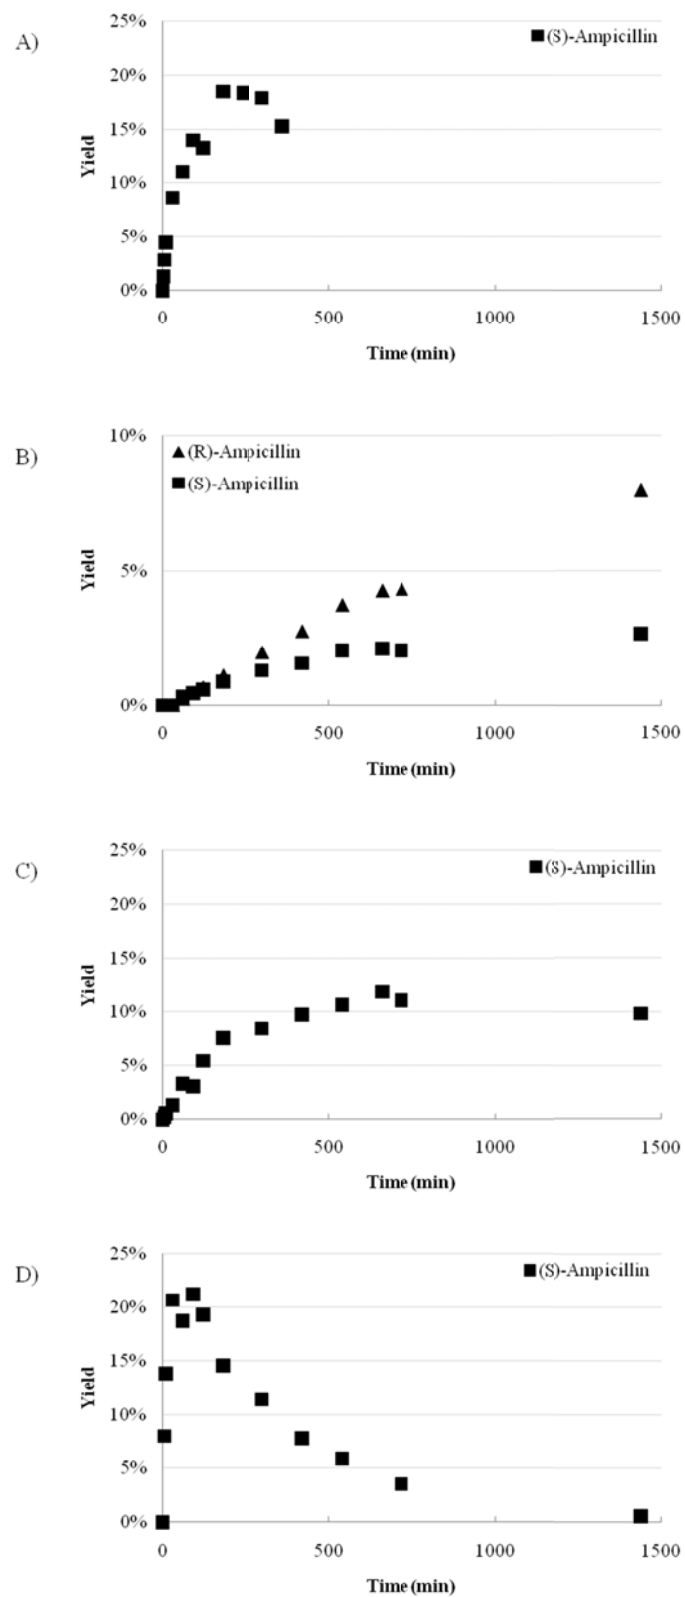 A)
25%
(S)-Ampicillin
20%
15%
Yield
10%
5%
0%
0 500 1000 1500
Time (min)
B)
10%
(R)-Ampicillin
(S)-Ampicillin
Yield
5%
0%
0 500 1000 1500
Time (min)
C)
25%
(S)-Ampicillin
20%
15%
Yield
10%
5%
0%
0 500 1000 1500
Time (min)
D)
25%
(S)-Ampicillin
20%
15%
Yield
10%
5%
0%
0 500 1000 1500
Time (min)